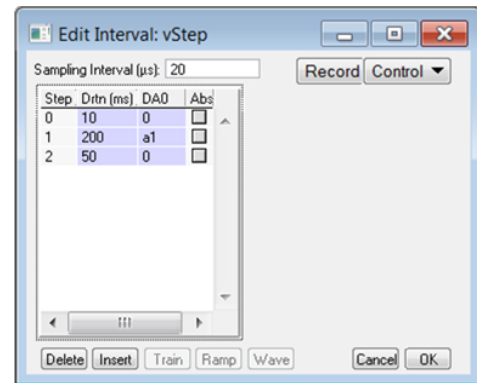 Edit Interval: vStep
Sampling Interval (µs): 20 Record Control
Step Drtn (ms) DA0 Abs
0 10 0
1 200 a1
2 50 0
Delete Insert Train Ramp Wave Cancel OK